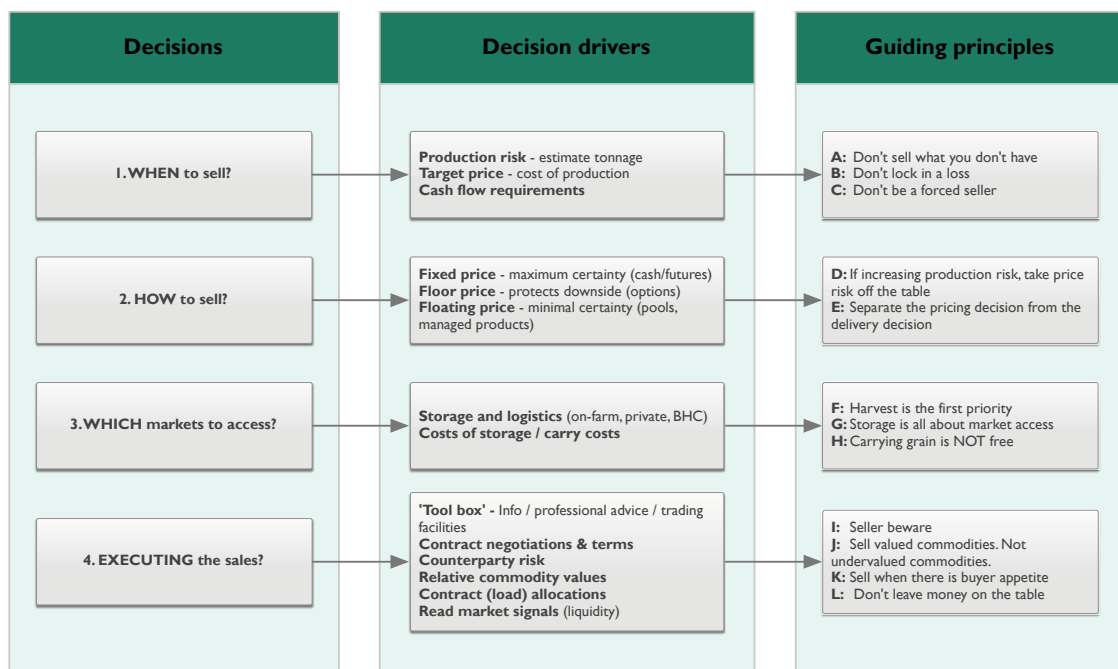 Decisions
Decision drivers
Guiding principles
1. WHEN to sell?
Production risk - estimate tonnage
Target price - cost of production
Cash flow requirements
A: Don't sell what you don't have
B: Don't lock in a loss
C: Don't be a forced seller
2. HOW to sell?
Fixed price - maximum certainty (cash/futures)
Floor price - protects downside (options)
Floating price - minimal certainty (pools,
managed products)
D: If increasing production risk, take price
risk off the table
E: Separate the pricing decision from the
delivery decision
3. WHICH markets to access?
Storage and logistics (on-farm, private, BHC)
Costs of storage / carry costs
F: Harvest is the first priority
G: Storage is all about market access
H: Carrying grain is NOT free
4. EXECUTING the sales?
'Tool box' - Info / professional advice / trading
facilities
Contract negotiations & terms
Counterparty risk
Relative commodity values
Contract (load) allocations
Read market signals (liquidity)
I: Seller beware
J: Sell valued commodities. Not
undervalued commodities.
K: Sell when there is buyer appetite
L: Don't leave money on the table